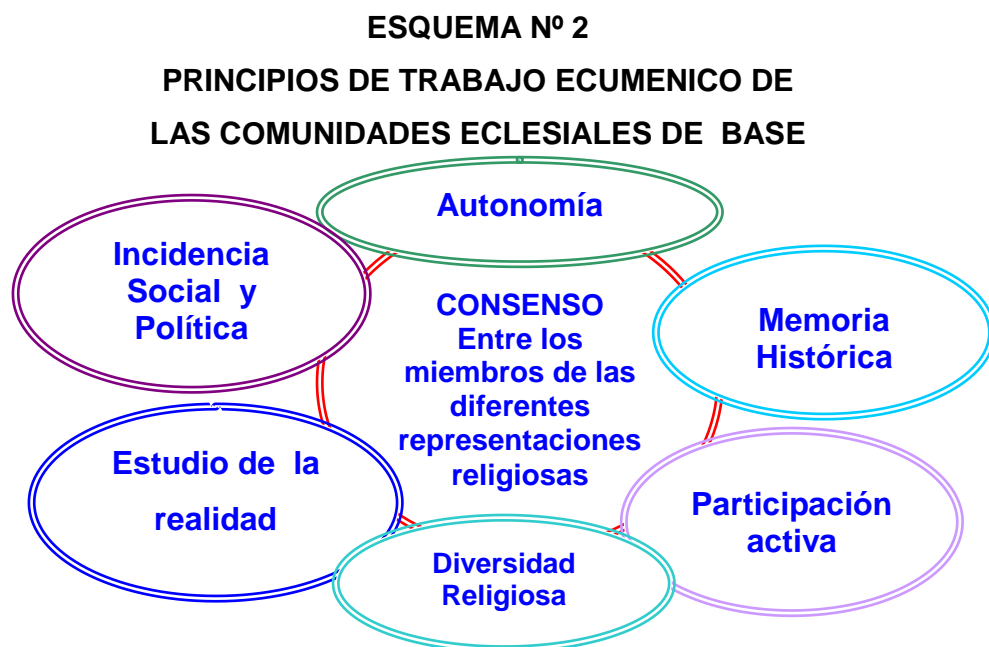 ESQUEMA Nº 2
PRINCIPIOS DE TRABAJO ECUMENICO DE
LAS COMUNIDADES ECLESIALES DE BASE
Autonomía
Incidencia
Social y
Política
CONSENSO
Entre los
miembros de las
diferentes
representaciones
religiosas
Memoria
Histórica
Estudio de la
realidad
Participación
activa
Diversidad
Religiosa